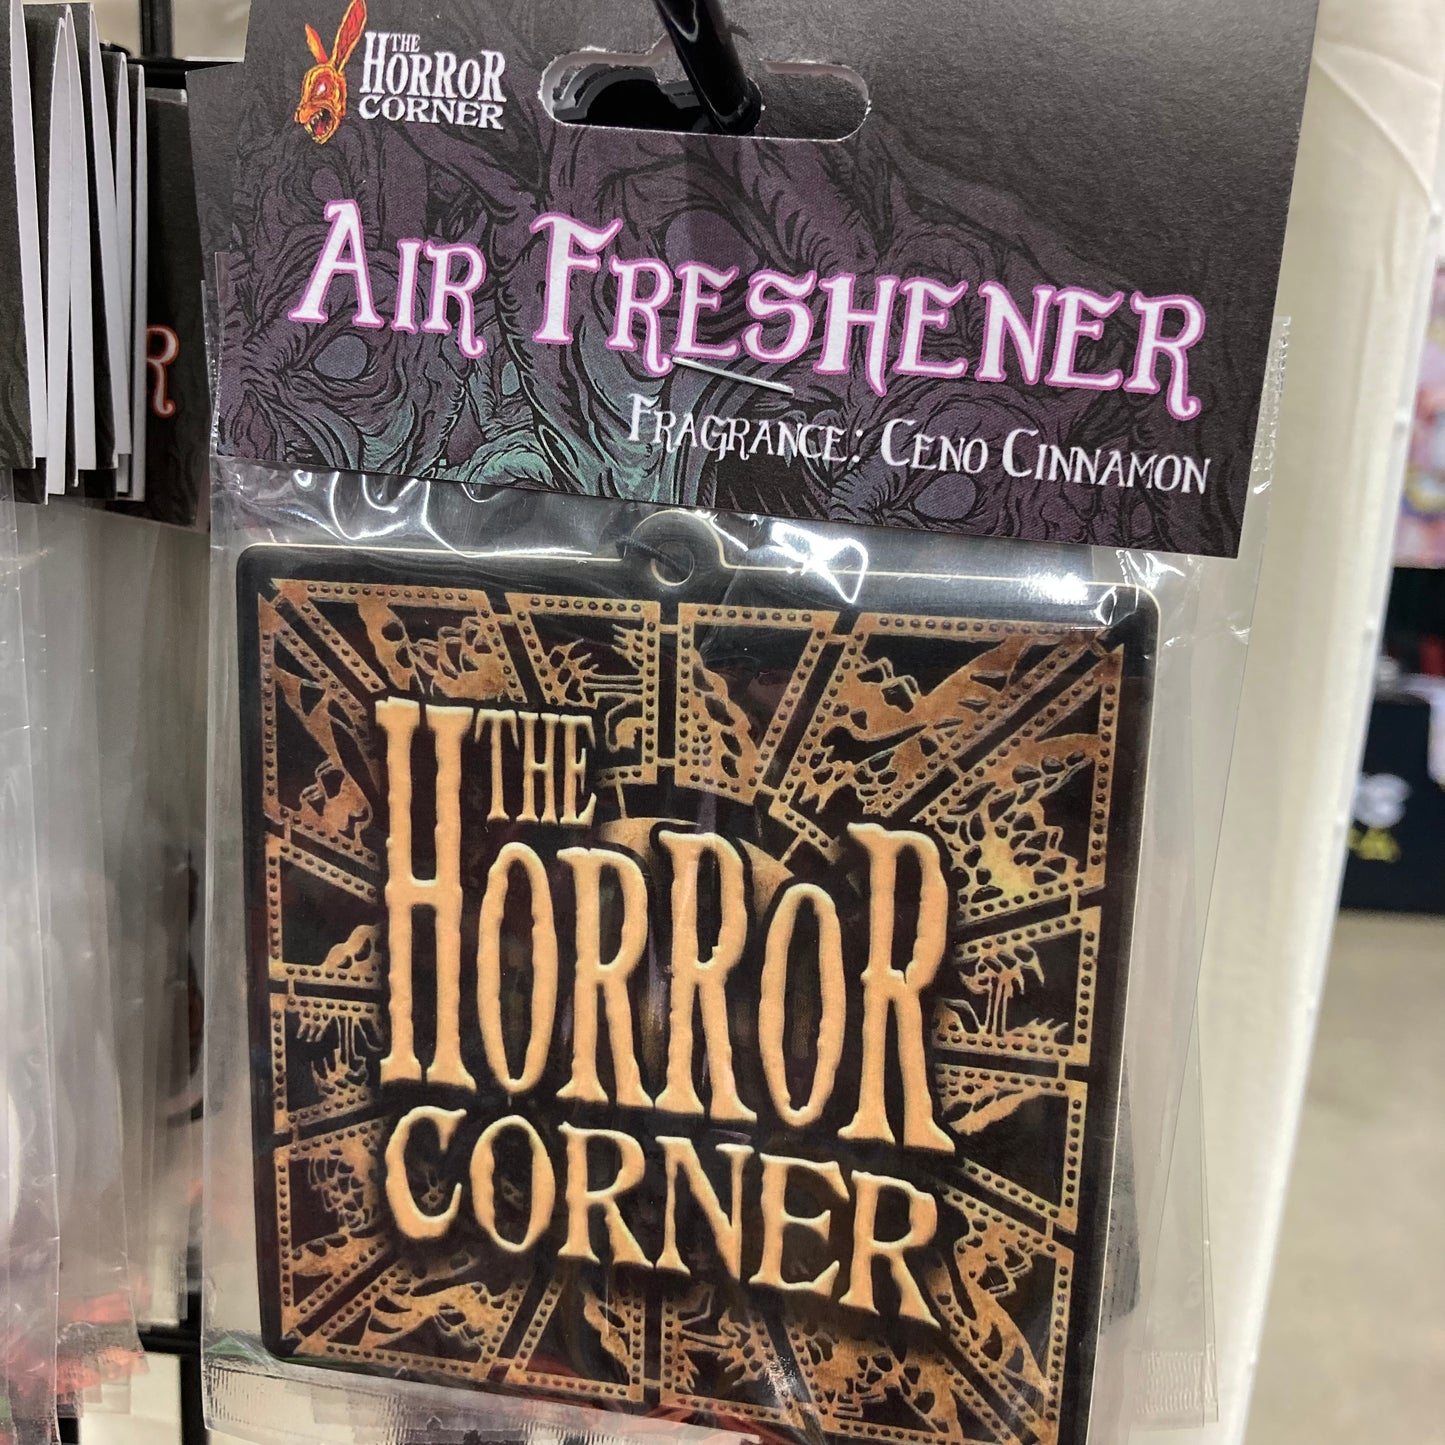 THE
HORROR
CORNER
AIR FRESHENER
FRAGRANCE: CENO CINNAMON
THE
HORROR
CORNER
R